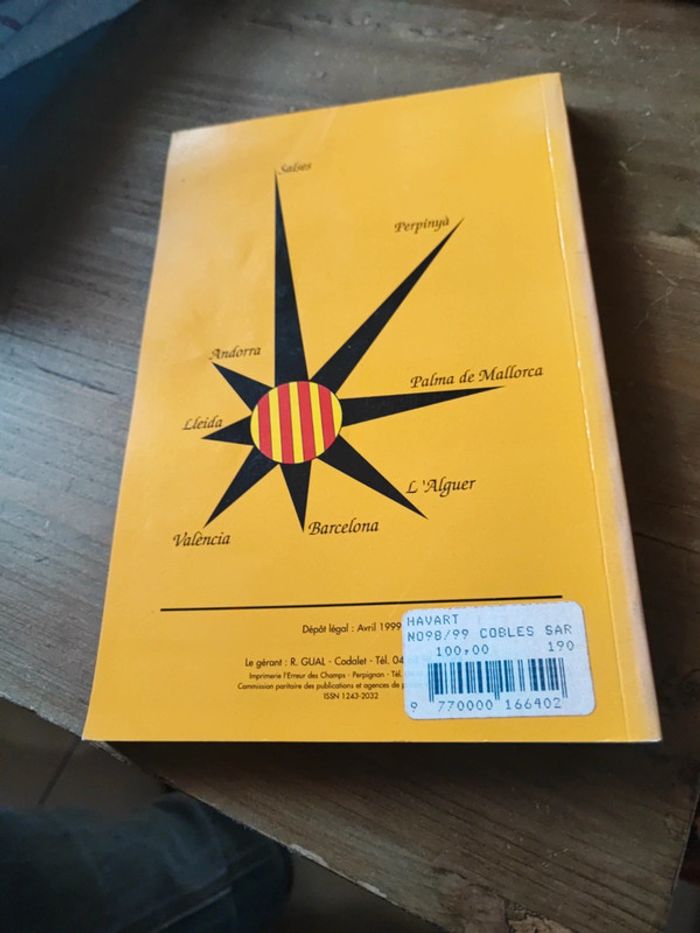 Salses
Perpinyà
Andorra
Palma de Mallorca
Lleida
L 'Alguer
Barcelona
València
Dépôt légal : Avril 1999
Le gérant : R. GUAL - Codalet - Tél. 04
Imprimerie l'Erreur des Champs - Perpignan - Tél.
Commission paritaire des publications et agences de
ISSN 1243-2032
HAVART
NO98/99 COBLES SAR
100,00 190
9 770000 166402